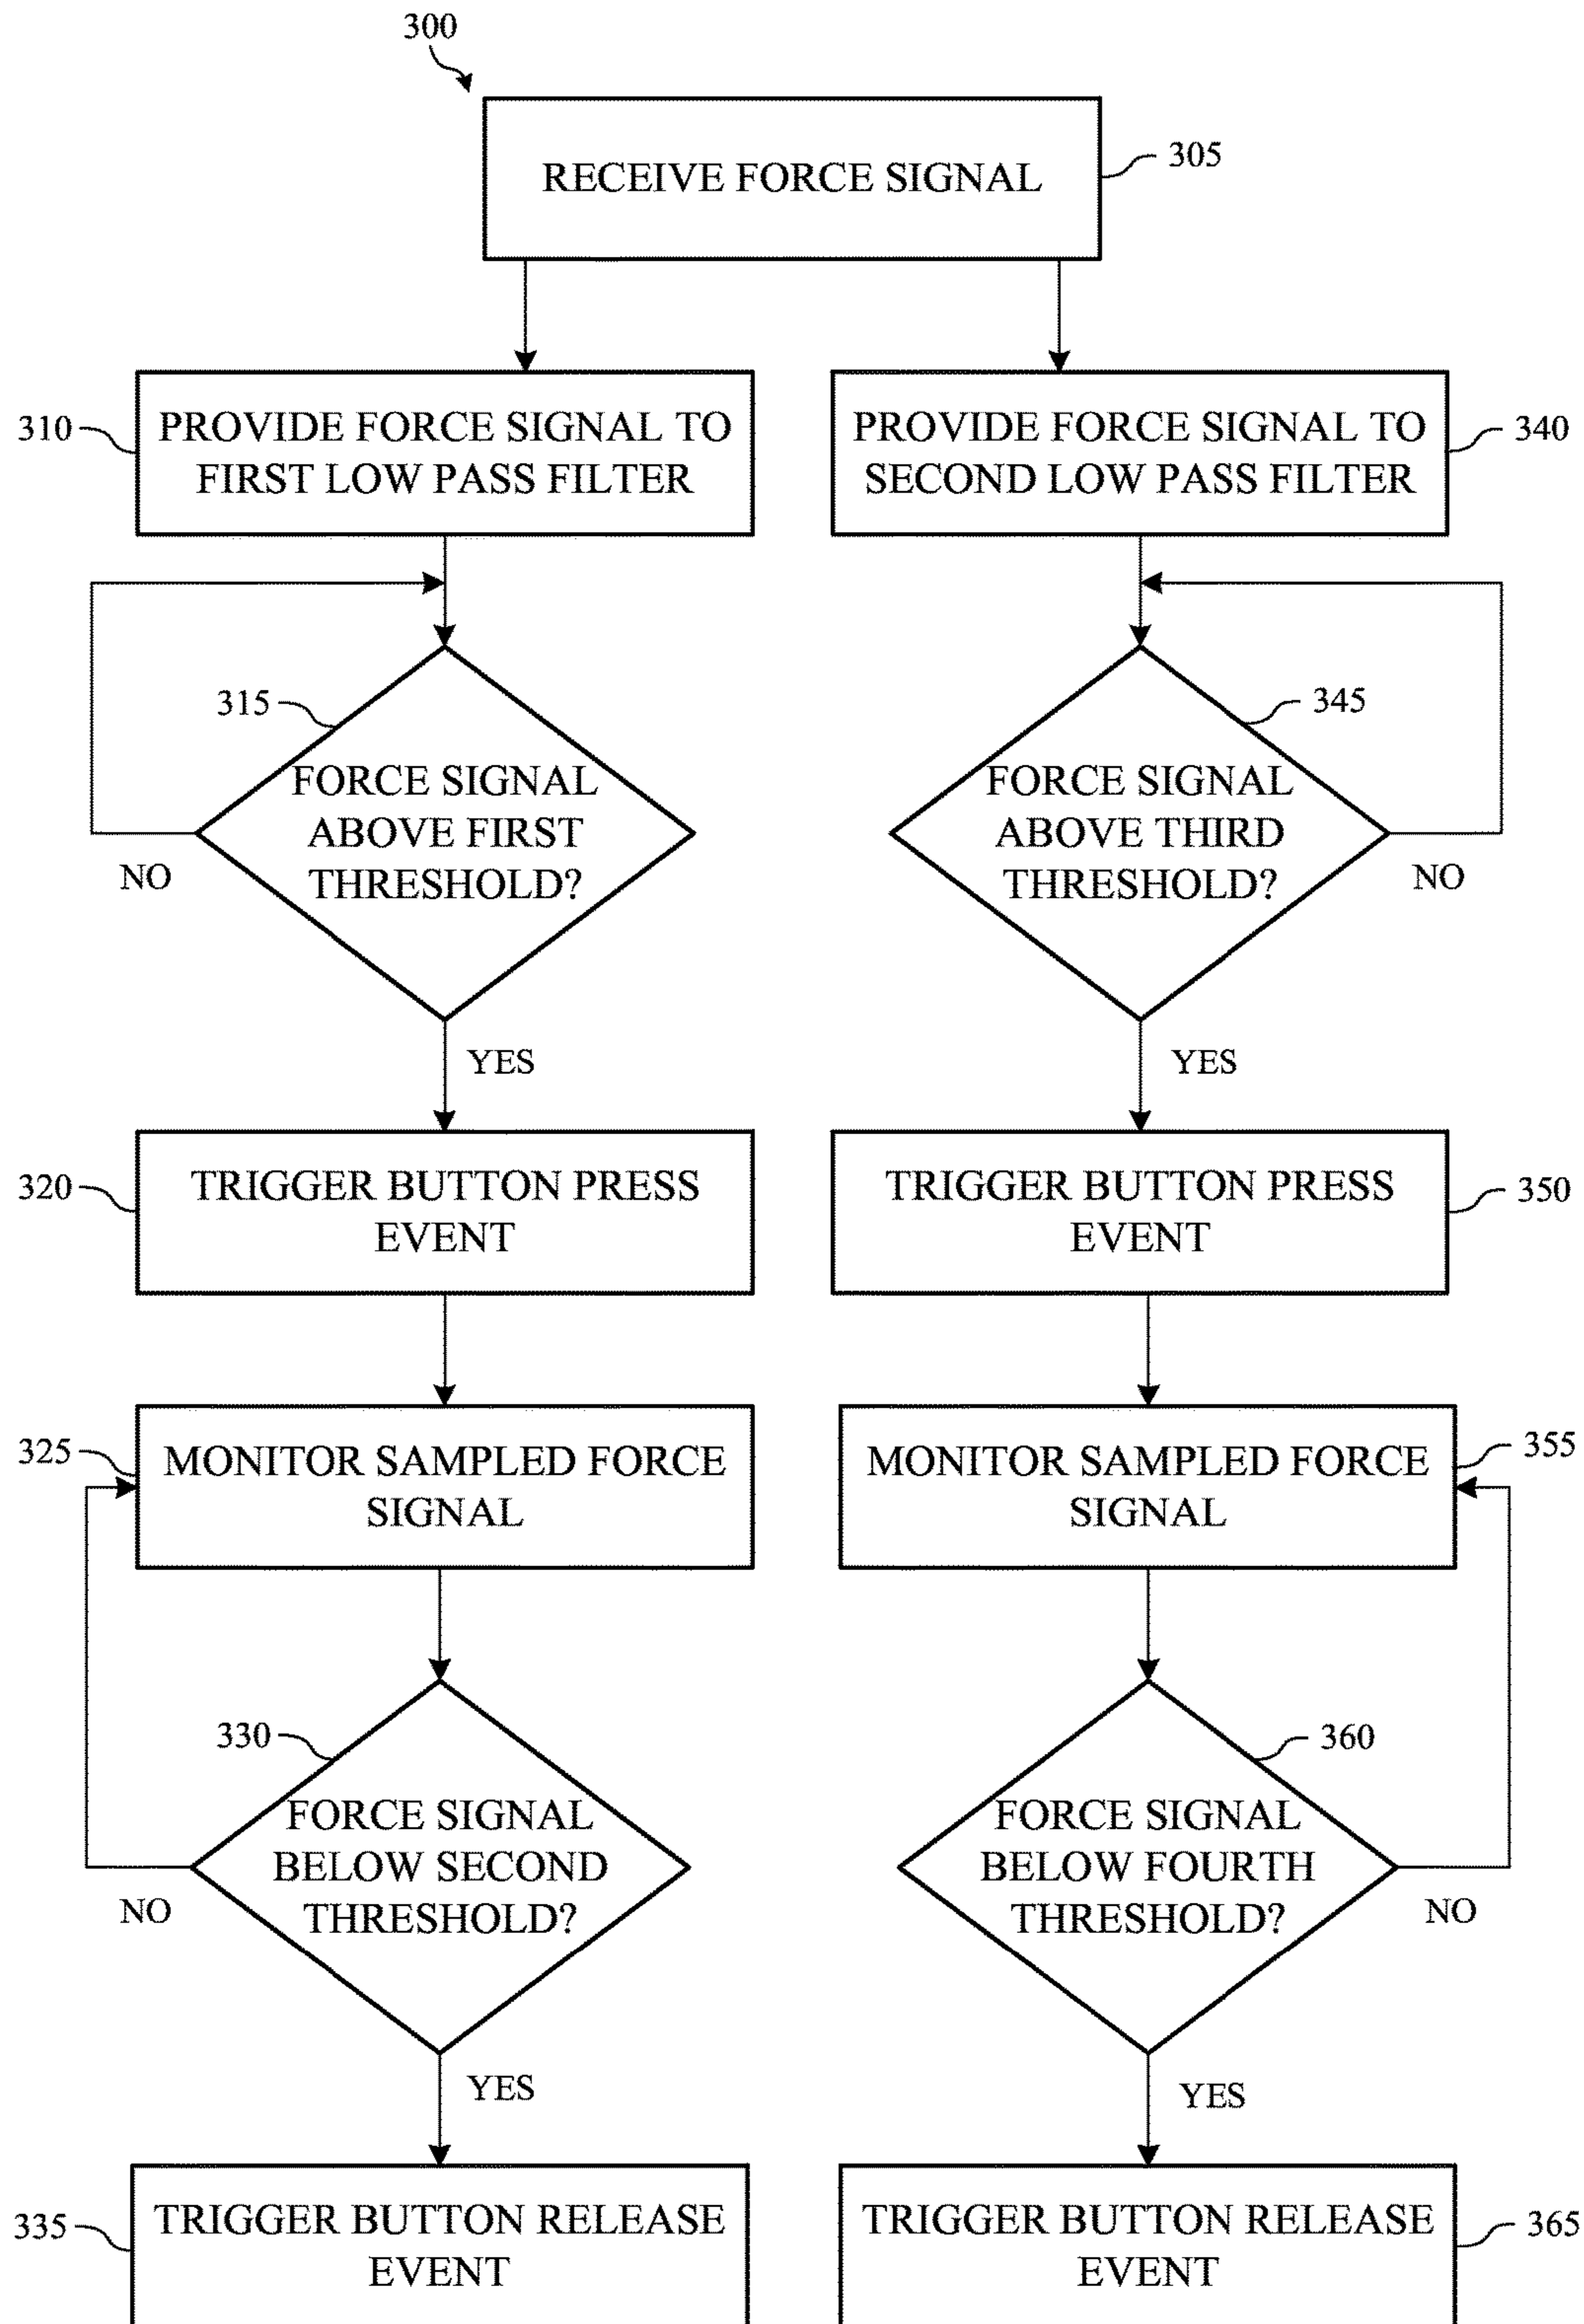 300
RECEIVE FORCE SIGNAL
305
310
PROVIDE FORCE SIGNAL TO
FIRST LOW PASS FILTER
PROVIDE FORCE SIGNAL TO
SECOND LOW PASS FILTER
340
315
FORCE SIGNAL
ABOVE FIRST
THRESHOLD?
NO
YES
345
FORCE SIGNAL
ABOVE THIRD
THRESHOLD?
NO
YES
320
TRIGGER BUTTON PRESS
EVENT
TRIGGER BUTTON PRESS
EVENT
350
325
MONITOR SAMPLED FORCE
SIGNAL
MONITOR SAMPLED FORCE
SIGNAL
355
330
FORCE SIGNAL
BELOW SECOND
THRESHOLD?
NO
YES
360
FORCE SIGNAL
BELOW FOURTH
THRESHOLD?
NO
YES
335
TRIGGER BUTTON RELEASE
EVENT
TRIGGER BUTTON RELEASE
EVENT
365